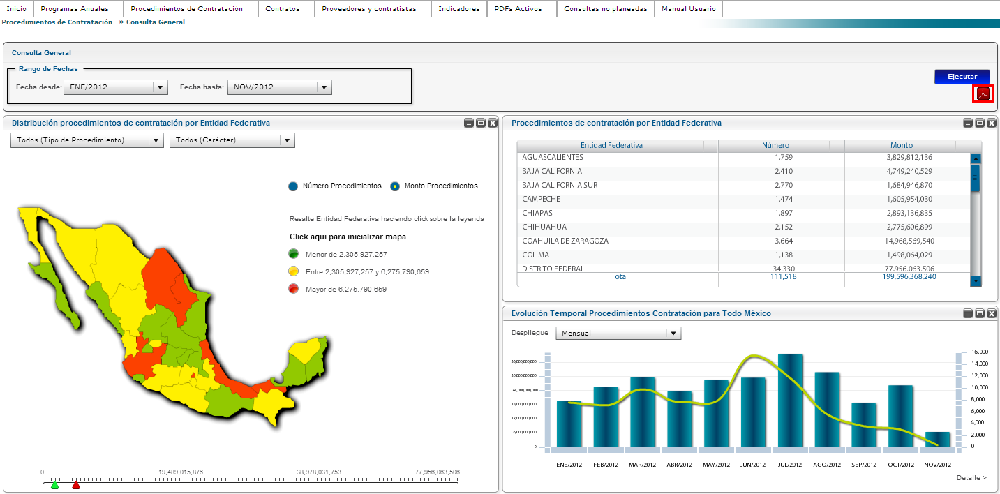 Inicio Programas Anuales Procedimientos de Contratación Contratos Proveedores y contratistas Indicadores PDFs Activos Consultas no planeadas Manual Usuario
Procedimientos de Contratación » Consulta General
Consulta General
Rango de Fechas
Fecha desde: ENE/2012 Fecha hasta: NOV/2012
Ejecutar
Distribución procedimientos de contratación por Entidad Federativa
Todos (Tipo de Procedimiento) Todos (Carácter)
Número Procedimientos Monto Procedimientos
Resalte Entidad Federativa haciendo click sobre la leyenda
Click aqui para inicializar mapa
Menor de 2,305,927,257
Entre 2,305,927,257 y 6,275,790,659
Mayor de 6,275,790,659
0 19,489,015,876 38,978,031,753 77,956,063,506
Procedimientos de contratación por Entidad Federativa
Entidad Federativa Número Monto
AGUASCALIENTES 1,759 3,829,812,136
BAJA CALIFORNIA 2,410 4,749,240,529
BAJA CALIFORNIA SUR 2,770 1,684,946,870
CAMPECHE 1,474 1,605,954,030
CHIAPAS 1,897 2,893,136,835
CHIHUAHUA 2,152 2,775,606,899
COAHUILA DE ZARAGOZA 3,664 14,968,569,540
COLIMA 1,138 1,498,064,029
DISTRITO FEDERAL 34,330 77,956,063,506
Total 111,518 199,596,368,240
Evolución Temporal Procedimientos Contratación para Todo México
Despliegue Mensual
36,000,000,000
30,000,000,000
24,000,000,000
18,000,000,000
12,000,000,000
6,000,000,000
0
16,000
14,000
12,000
10,000
8,000
6,000
4,000
2,000
0
ENE/2012 FEB/2012 MAR/2012 ABR/2012 MAY/2012 JUN/2012 JUL/2012 AGO/2012 SEP/2012 OCT/2012 NOV/2012
Detalle >